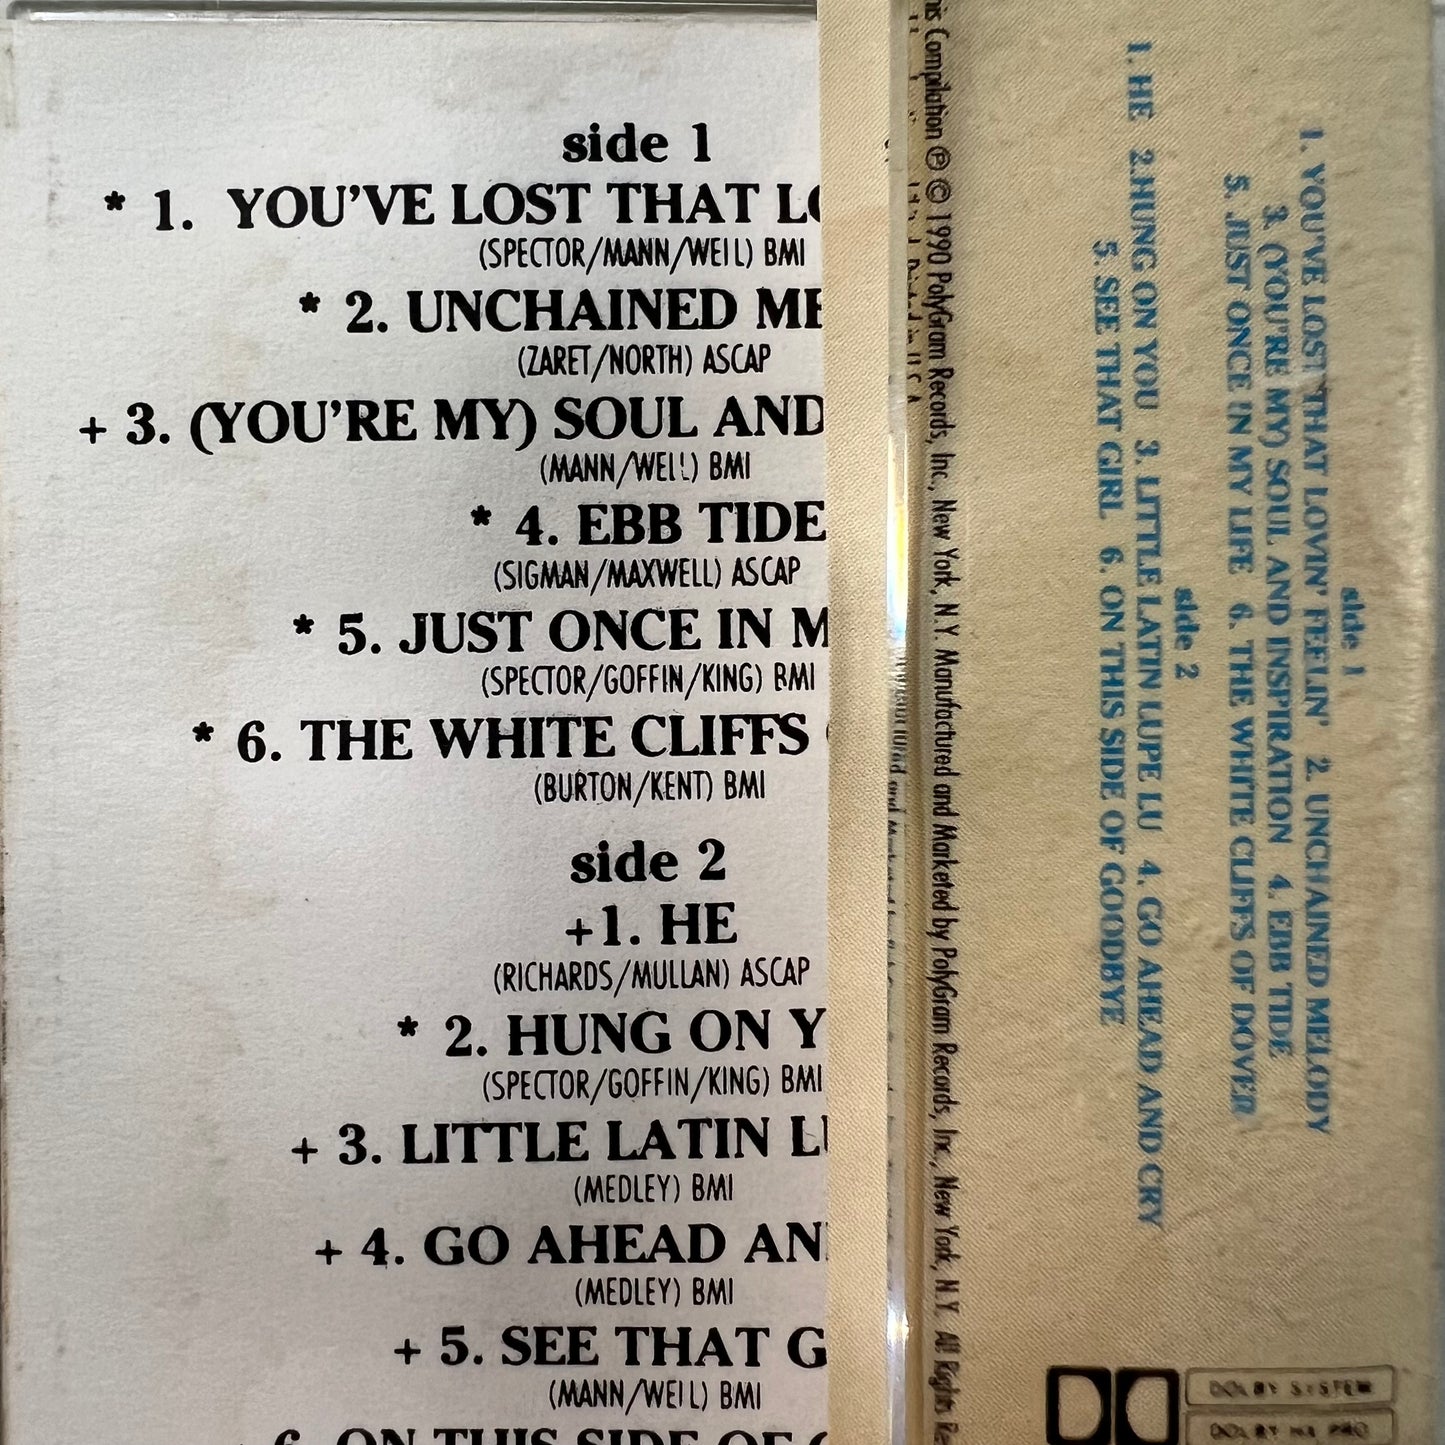 side 1
* 1. YOU'VE LOST THAT LO
(SPECTOR/MANN/WEIL) BMI
* 2. UNCHAINED ME
(ZARET/NORTH) ASCAP
+ 3. (YOU'RE MY) SOUL AND
(MANN/WEIL) BMI
* 4. EBB TIDE
(SIGMAN/MAXWELL) ASCAP
* 5. JUST ONCE IN M
(SPECTOR/GOFFIN/KING) BMI
* 6. THE WHITE CLIFFS
(BURTON/KENT) BMI
side 2
+1. HE
(RICHARDS/MULLAN) ASCAP
* 2. HUNG ON Y
(SPECTOR/GOFFIN/KING) BMI
+ 3. LITTLE LATIN LU
(MEDLEY) BMI
+ 4. GO AHEAD AN
(MEDLEY) BMI
+ 5. SEE THAT G
(MANN/WEIL) BMI
6. ON THIS SIDE OF G
his Compilation ℗ © 1990 PolyGram Records, Inc., New York, N.Y. Manufactured and Marketed by PolyGram Records, Inc., New York, N.Y. All Rights Re
side 1
1. YOU'VE LOST THAT LOVIN' FEELIN' 2. UNCHAINED MELODY
3. (YOU'RE MY) SOUL AND INSPIRATION 4. EBB TIDE
5. JUST ONCE IN MY LIFE 6. THE WHITE CLIFFS OF DOVER
side 2
1. HE 2.HUNG ON YOU 3. LITTLE LATIN LUPE LU 4. GO AHEAD AND CRY
5. SEE THAT GIRL 6. ON THIS SIDE OF GOODBYE
DOLBY SYSTEM
DOLBY HX PRO